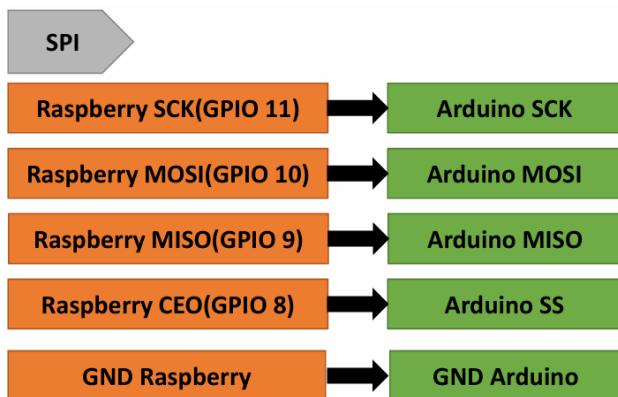 SPI
Raspberry SCK(GPIO 11) Arduino SCK
Raspberry MOSI(GPIO 10) Arduino MOSI
Raspberry MISO(GPIO 9) Arduino MISO
Raspberry CEO(GPIO 8) Arduino SS
GND Raspberry GND Arduino